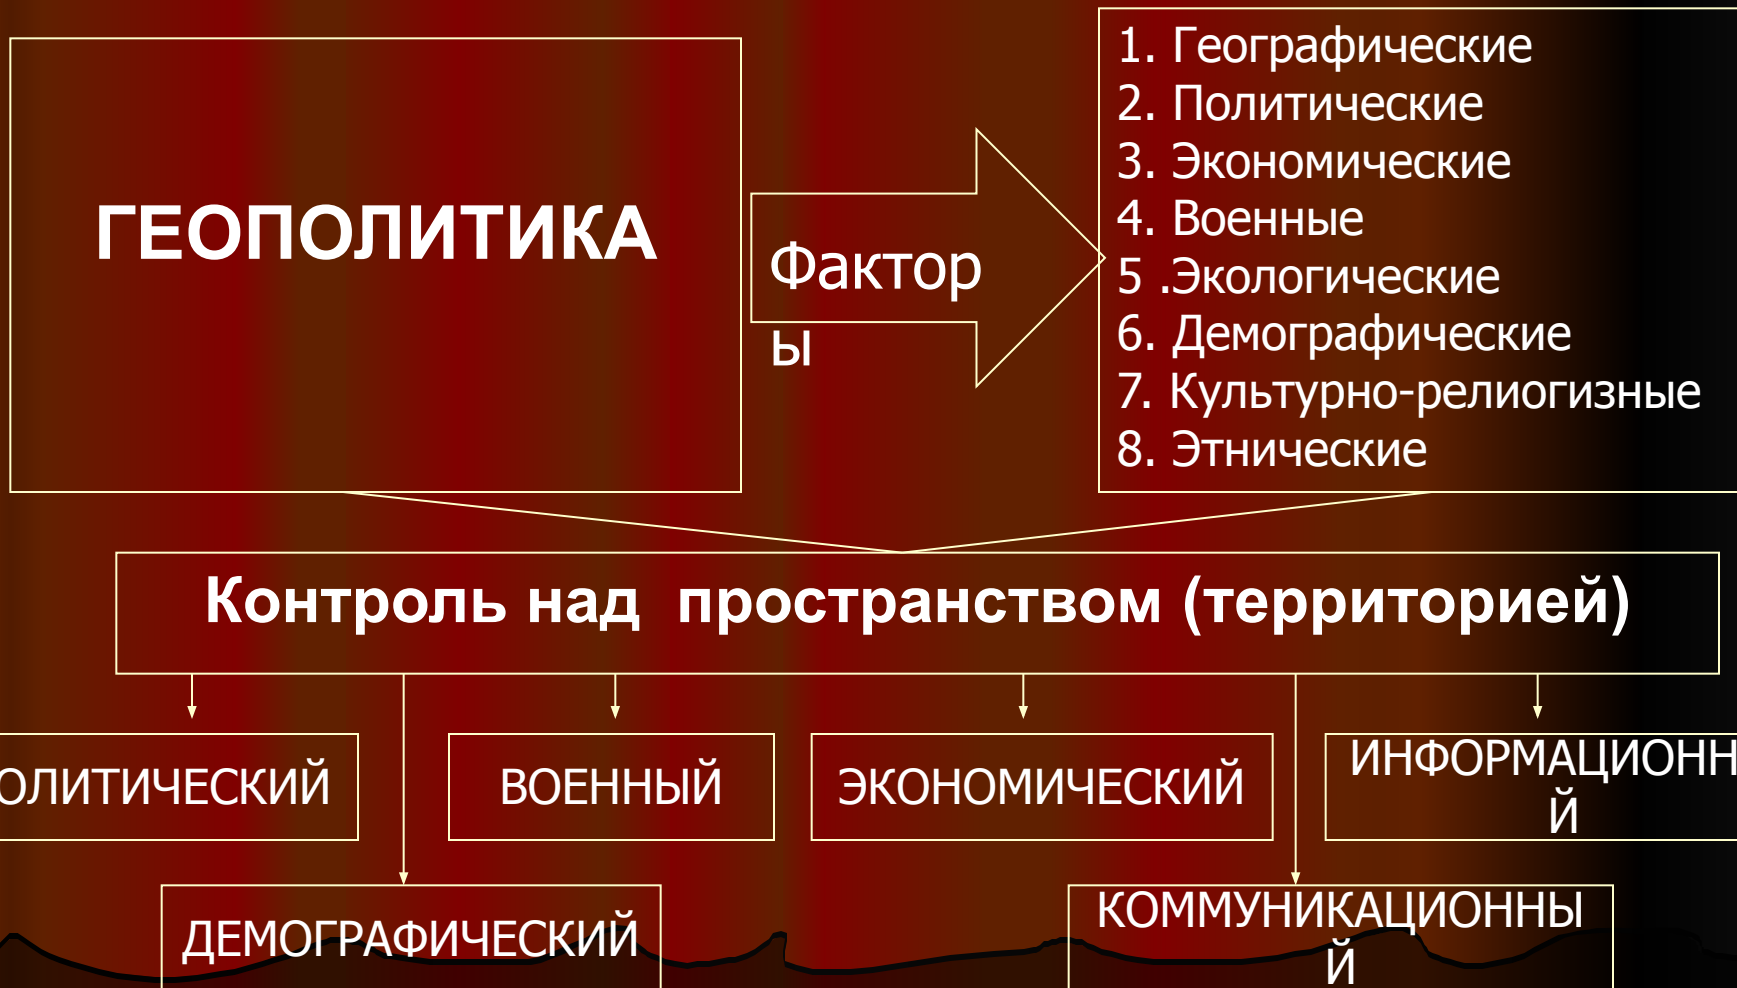 ГЕОПОЛИТИКА
Фактор
ы
1. Географические
2. Политические
3. Экономические
4. Военные
5 .Экологические
6. Демографические
7. Культурно-релиогизные
8. Этнические
Контроль над  пространством (территорией)
ОЛИТИЧЕСКИЙ
ВОЕННЫЙ
ЭКОНОМИЧЕСКИЙ
ИНФОРМАЦИОНН
Й
ДЕМОГРАФИЧЕСКИЙ
КОММУНИКАЦИОННЫ
Й